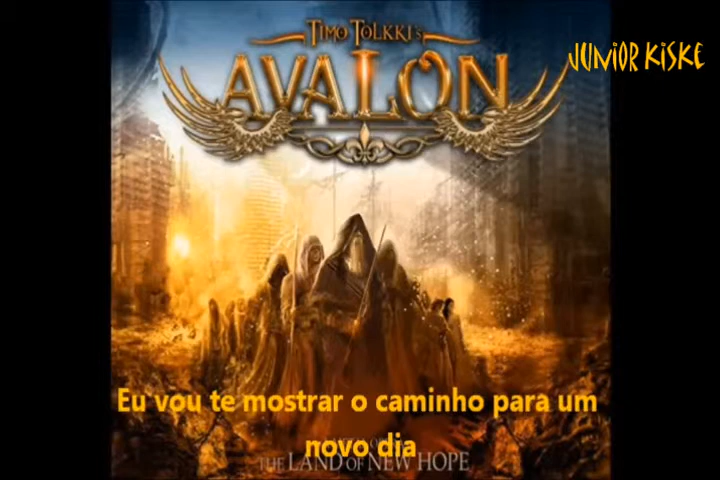 TIMO TOLKKI's
AVALON
JUNIOR KISKE
Eu vou te mostrar o caminho para um
novo dia
THE LAND OF NEW HOPE